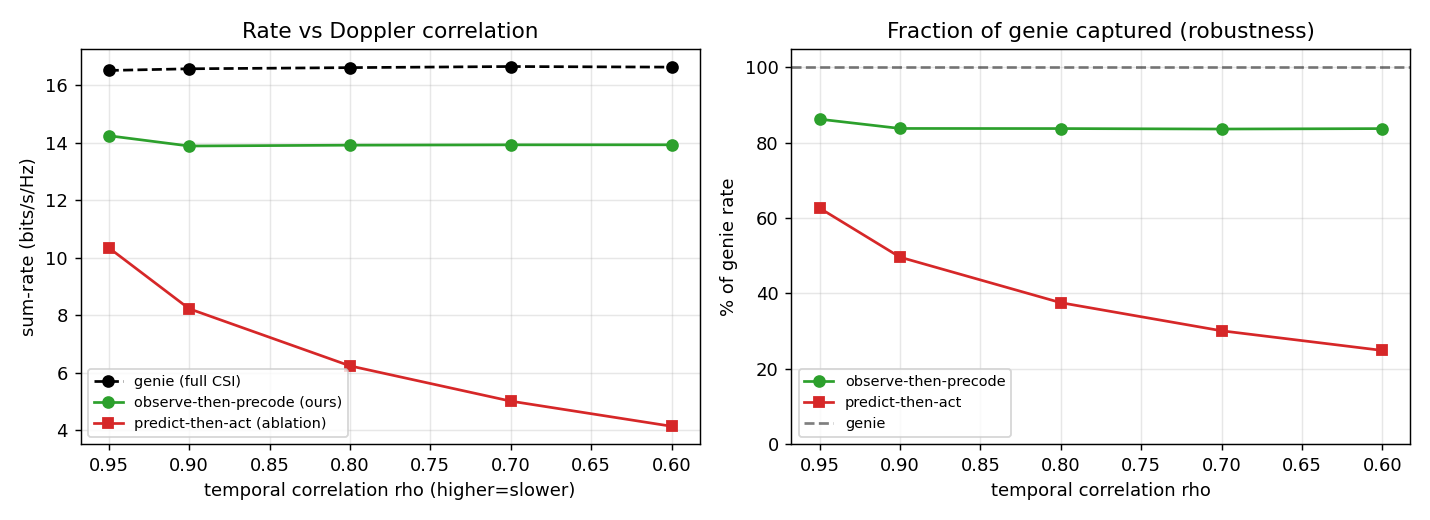 Rate vs Doppler correlation
sum-rate (bits/s/Hz)
16
14
12
10
8
6
4
genie (full CSI)
observe-then-precode (ours)
predict-then-act (ablation)
0.95 0.90 0.85 0.80 0.75 0.70 0.65 0.60
temporal correlation rho (higher=slower)
Fraction of genie captured (robustness)
% of genie rate
100
80
60
40
20
0
observe-then-precode
predict-then-act
genie
0.95 0.90 0.85 0.80 0.75 0.70 0.65 0.60
temporal correlation rho